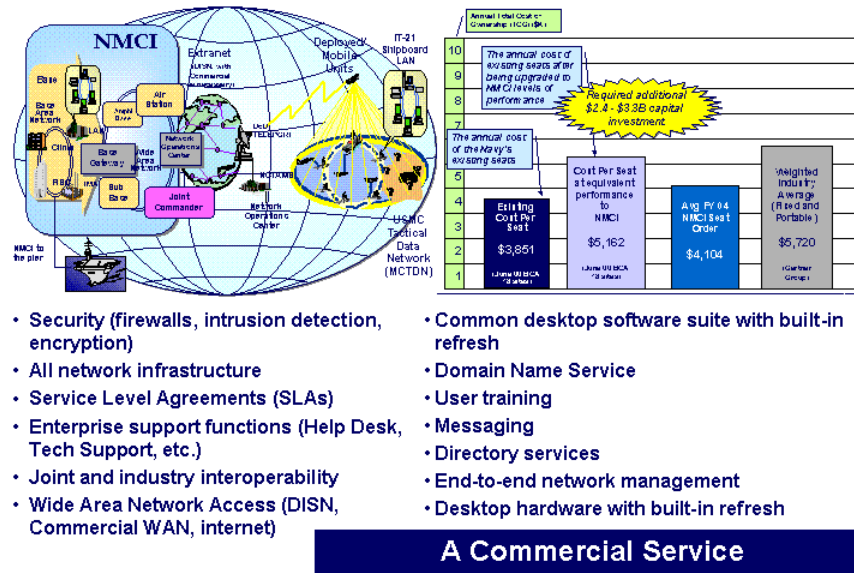 NMCI
Extranet
Deployed/
Mobile
Units
IT-21
Shipboard
LAN
Base
Base
Area
Network
LAN
Air
Station
Base
Gateway
Wide
Area
Network
Operations
Center
Sub
Base
Joint
Commander
NMCI to
the pier
Network
Operations
Center
USMC
Tactical
Data
Network
(MCTDN)
Annual Total Cost of
10
9
8
7
5
4
3
2
1
The annual cost of
existing seats after
being upgraded to
NMCI levels of
performance
Required additional
$2.4 - $3.3B capital
investment
The annual cost
of the Navy's
existing seats
Existing
Cost Per
Seat
$3,851
Cost Per Seat
at equivalent
performance
to
NMCI
$5,162
Avg FY 04
NMCI Seat
Order
$4,104
Weighted
Industry
Average
(Fixed and
Portable)
$5,720
(Gartner
Group)
• Security (firewalls, intrusion detection,
encryption)
• All network infrastructure
• Service Level Agreements (SLAs)
• Enterprise support functions (Help Desk,
Tech Support, etc.)
• Joint and industry interoperability
• Wide Area Network Access (DISN,
Commercial WAN, internet)
• Common desktop software suite with built-in
refresh
• Domain Name Service
• User training
• Messaging
• Directory services
• End-to-end network management
• Desktop hardware with built-in refresh
A Commercial Service